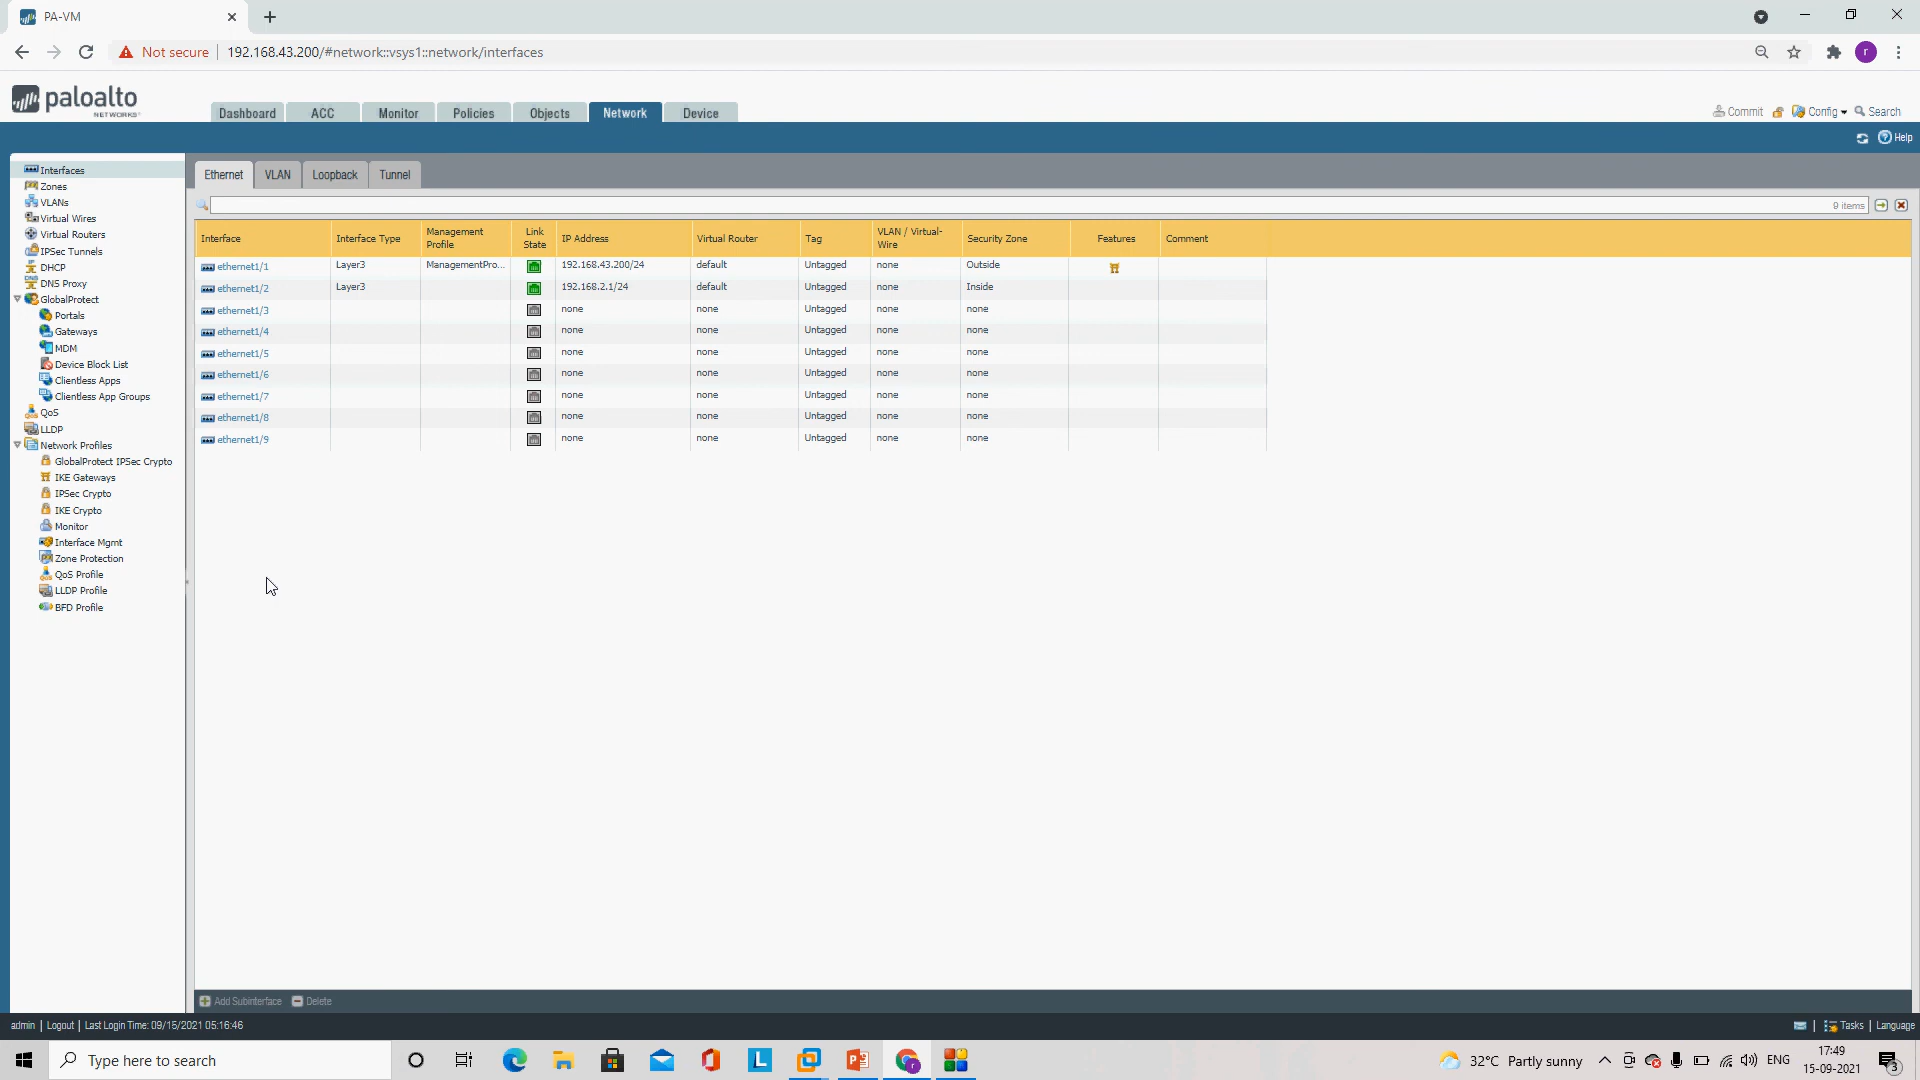 PA-VM
Not secure 192.168.43.200/#network::vsys1::network/interfaces
r
paloalto
NETWORKS
Dashboard ACC Monitor Policies Objects Network Device
Commit Config Search
Help
Interfaces
Zones
VLANs
Virtual Wires
Virtual Routers
IPSec Tunnels
DHCP
DNS Proxy
GlobalProtect
Portals
Gateways
MDM
Device Block List
Clientless Apps
Clientless App Groups
QoS
LLDP
Network Profiles
GlobalProtect IPSec Crypto
IKE Gateways
IPSec Crypto
IKE Crypto
Monitor
Interface Mgmt
Zone Protection
QoS Profile
LLDP Profile
BFD Profile
Ethernet VLAN Loopback Tunnel
9 items
Interface Interface Type Management Profile Link State IP Address Virtual Router Tag VLAN / Virtual-Wire Security Zone Features Comment
ethernet1/1 Layer3 ManagementPro... 192.168.43.200/24 default Untagged none Outside
ethernet1/2 Layer3 192.168.2.1/24 default Untagged none Inside
ethernet1/3 none none Untagged none none
ethernet1/4 none none Untagged none none
ethernet1/5 none none Untagged none none
ethernet1/6 none none Untagged none none
ethernet1/7 none none Untagged none none
ethernet1/8 none none Untagged none none
ethernet1/9 none none Untagged none none
Add Subinterface Delete
admin | Logout | Last Login Time: 09/15/2021 05:16:46
Tasks | Language
Type here to search
32°C Partly sunny
ENG
17:49
15-09-2021
3